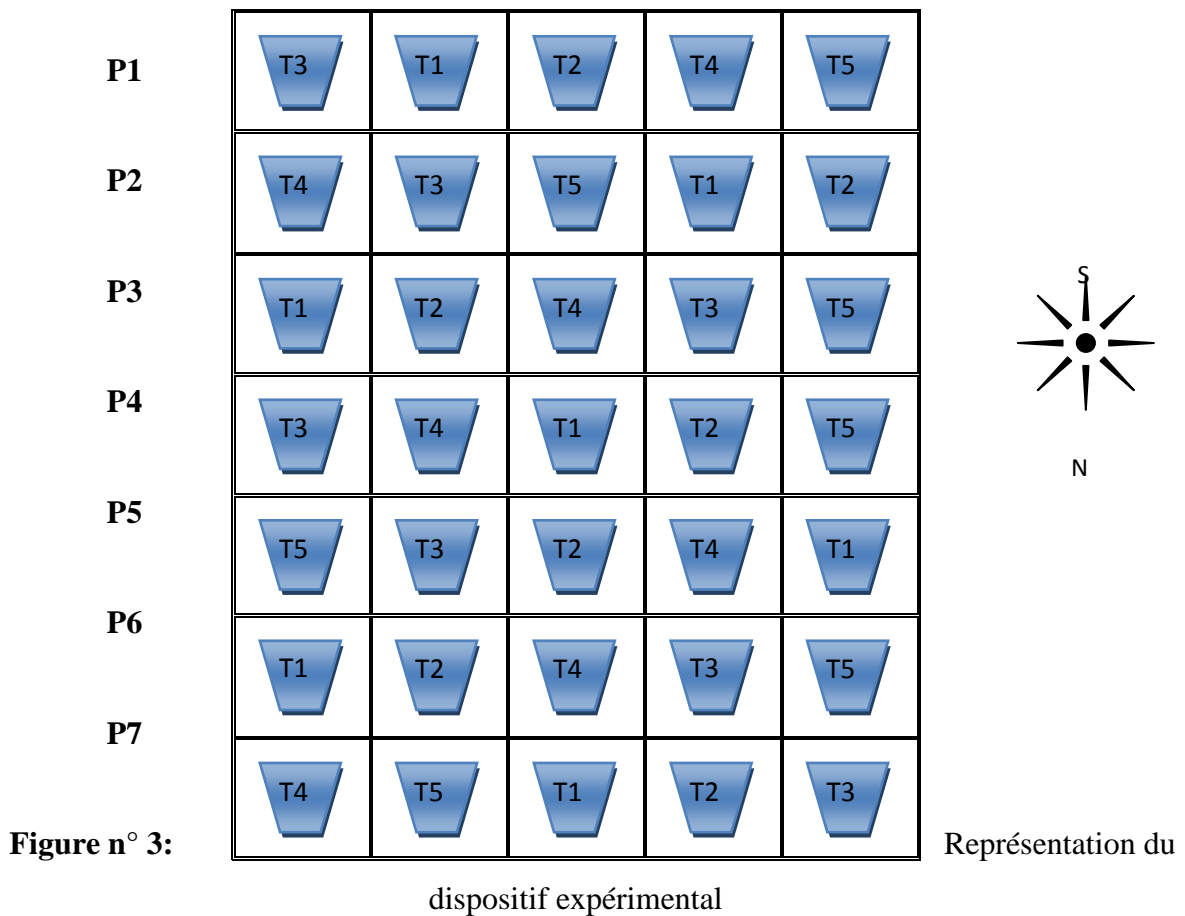 P1 T3 T1 T2 T4 T5
P2 T4 T3 T5 T1 T2
P3 T1 T2 T4 T3 T5
S
P4 T3 T4 T1 T2 T5
N
P5 T5 T3 T2 T4 T1
P6 T1 T2 T4 T3 T5
P7 T4 T5 T1 T2 T3
Figure n° 3: Représentation du
dispositif expérimental